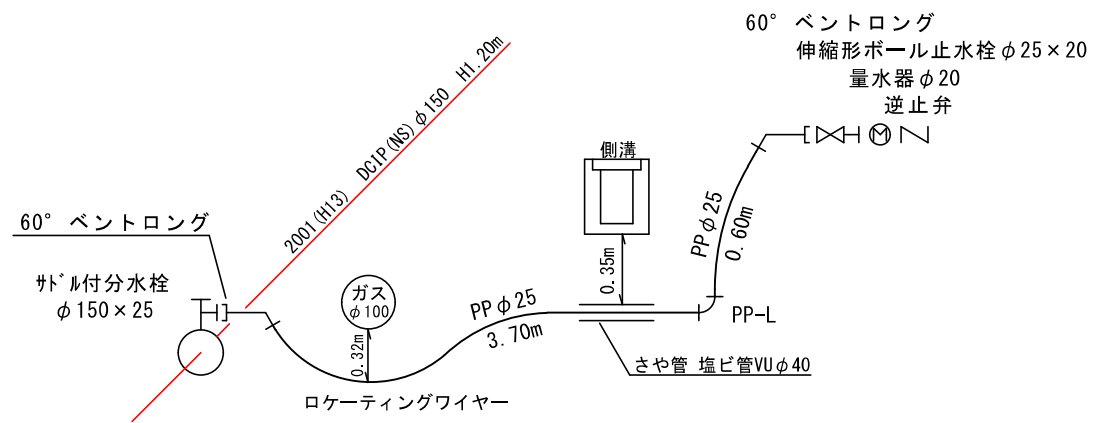 60° ベントロング
伸縮形ボール止水栓φ25×20
量水器φ20
逆止弁
M
2001(H13) DCIP(NS)φ150 H1.20m
側溝
60° ベントロング
サドル付分水栓
φ150×25
ガス
φ100
0.32m
PPφ25
3.70m
0.35m
PPφ25
0.60m
PP-L
さや管 塩ビ管VUφ40
ロケーティングワイヤー